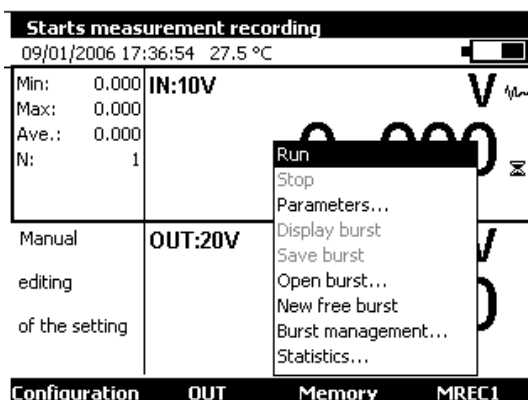 Starts measurement recording
09/01/2006 17:36:54 27.5 °C
Min: 0.000
Max: 0.000
Ave.: 0.000
N: 1
IN:10V
V
Run
Stop
Parameters...
Display burst
Save burst
Open burst...
New free burst
Burst management...
Statistics...
Manual
editing
of the setting
OUT:20V
Configuration OUT Memory MREC1